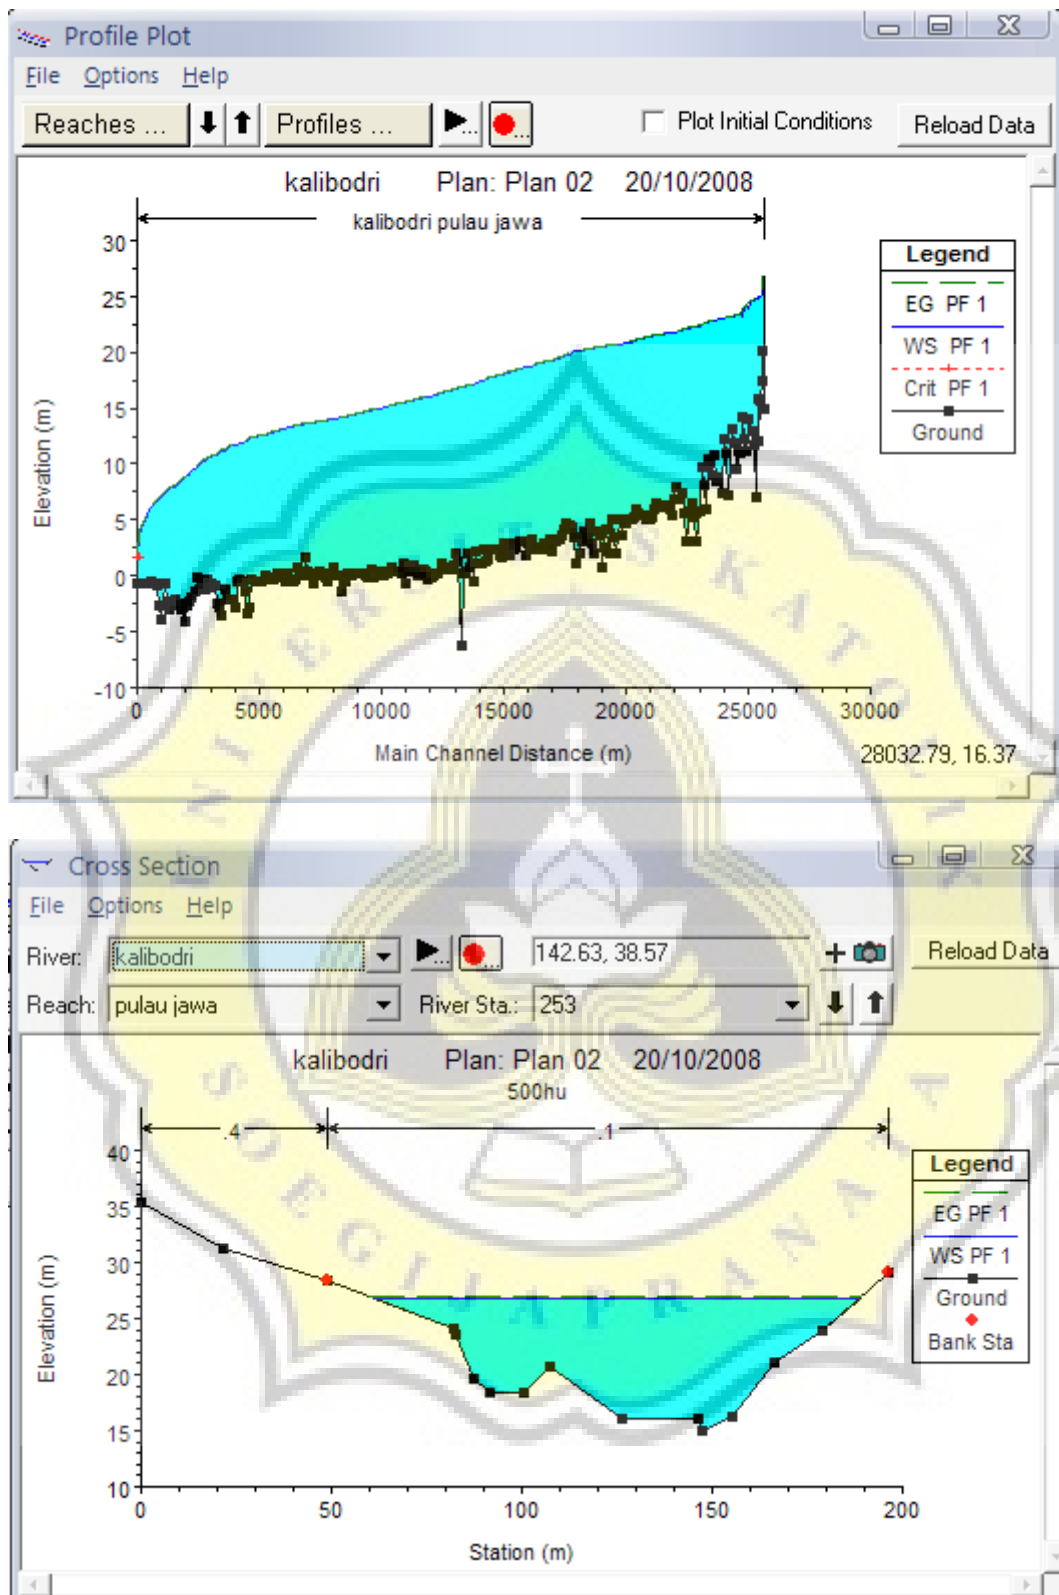 Profile Plot
File Options Help
Reaches ... Profiles ... Plot Initial Conditions Reload Data
kalibodri Plan: Plan 02 20/10/2008
kalibodri pulau jawa
Legend
EG PF 1
WS PF 1
Crit PF 1
Ground
30
25
20
15
10
5
0
-5
-10
Elevation (m)
0 5000 10000 15000 20000 25000 30000
Main Channel Distance (m)
28032.79, 16.37
Cross Section
File Options Help
River: kalibodri 142.63, 38.57 Reload Data
Reach: pulau jawa River Sta.: 253
kalibodri Plan: Plan 02 20/10/2008
500hu
.4 .1
Legend
EG PF 1
WS PF 1
Ground
Bank Sta
40
35
30
25
20
15
10
Elevation (m)
0 50 100 150 200
Station (m)
UNIVERSITAS KATOLIK
SOEGIJAPRANATA